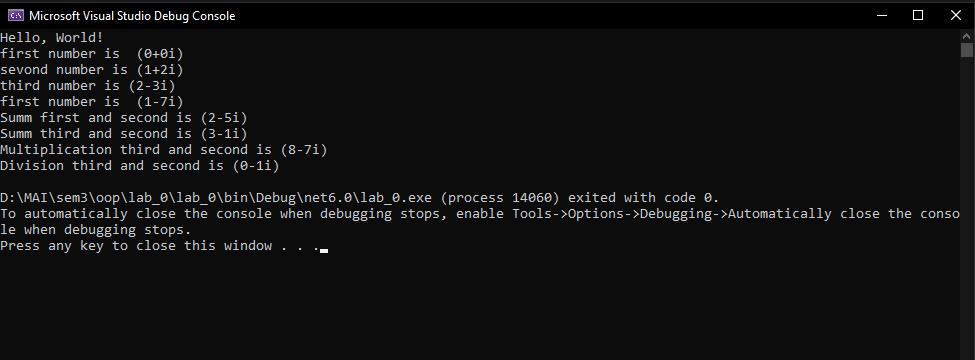 Microsoft Visual Studio Debug Console
Hello, World!
first number is  (0+0i)
sevond number is (1+2i)
third number is (2-3i)
first number is  (1-7i)
Summ first and second is (2-5i)
Summ third and second is (3-1i)
Multiplication third and second is (8-7i)
Division third and second is (0-1i)
D:\MAI\sem3\oop\lab_0\lab_0\bin\Debug\net6.0\lab_0.exe (process 14060) exited with code 0.
To automatically close the console when debugging stops, enable Tools->Options->Debugging->Automatically close the conso
le when debugging stops.
Press any key to close this window . . .